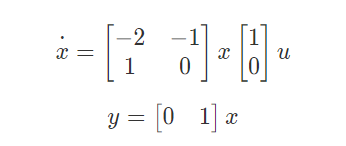 ẋ = [-2 -1; 1 0] x [1; 0] u
y = [0 1] x